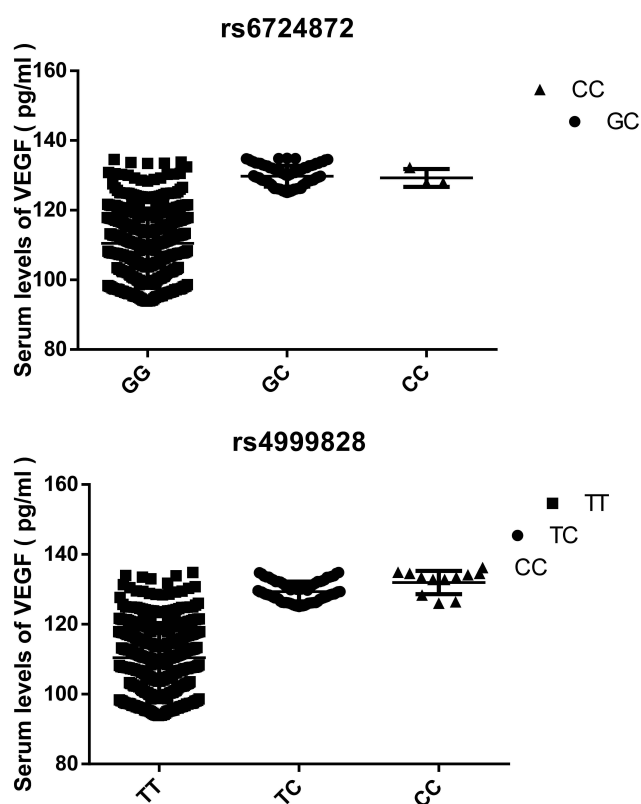 rs6724872
Serum levels of VEGF ( pg/ml )
160
140
120
100
80
GG
GC
CC
CC
GC
rs4999828
Serum levels of VEGF ( pg/ml )
160
140
120
100
80
TT
TC
CC
TT
TC
CC